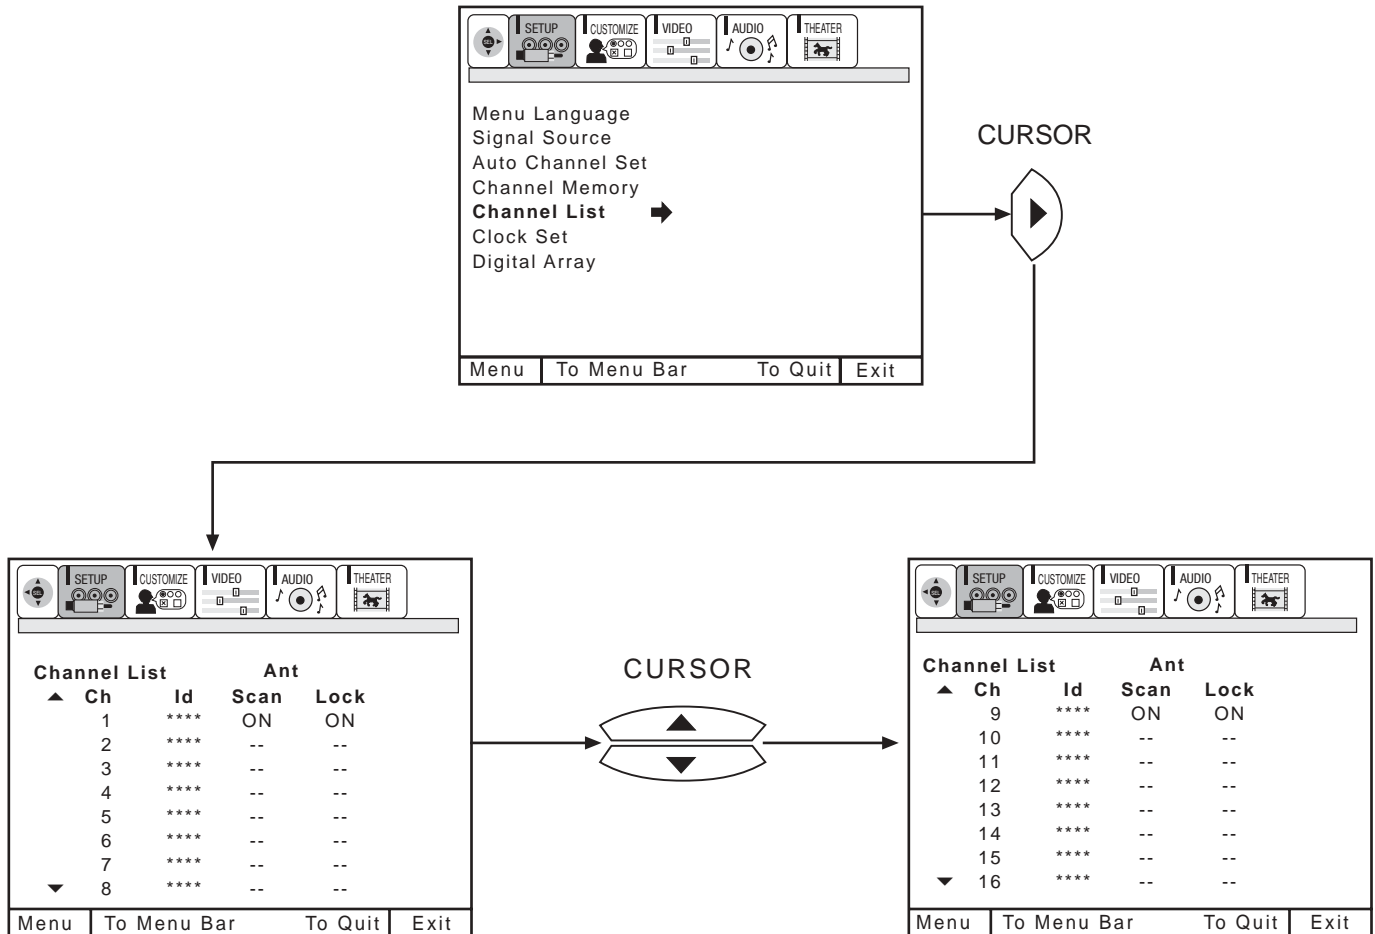 SETUP CUSTOMIZE VIDEO AUDIO THEATER
SEL
Menu Language
Signal Source
Auto Channel Set
Channel Memory
Channel List
Clock Set
Digital Array
Menu To Menu Bar To Quit Exit
CURSOR
SETUP CUSTOMIZE VIDEO AUDIO THEATER
SEL
Channel List Ant
Ch Id Scan Lock
1 **** ON ON
2 **** -- --
3 **** -- --
4 **** -- --
5 **** -- --
6 **** -- --
7 **** -- --
8 **** -- --
Menu To Menu Bar To Quit Exit
CURSOR
SETUP CUSTOMIZE VIDEO AUDIO THEATER
SEL
Channel List Ant
Ch Id Scan Lock
9 **** ON ON
10 **** -- --
11 **** -- --
12 **** -- --
13 **** -- --
14 **** -- --
15 **** -- --
16 **** -- --
Menu To Menu Bar To Quit Exit